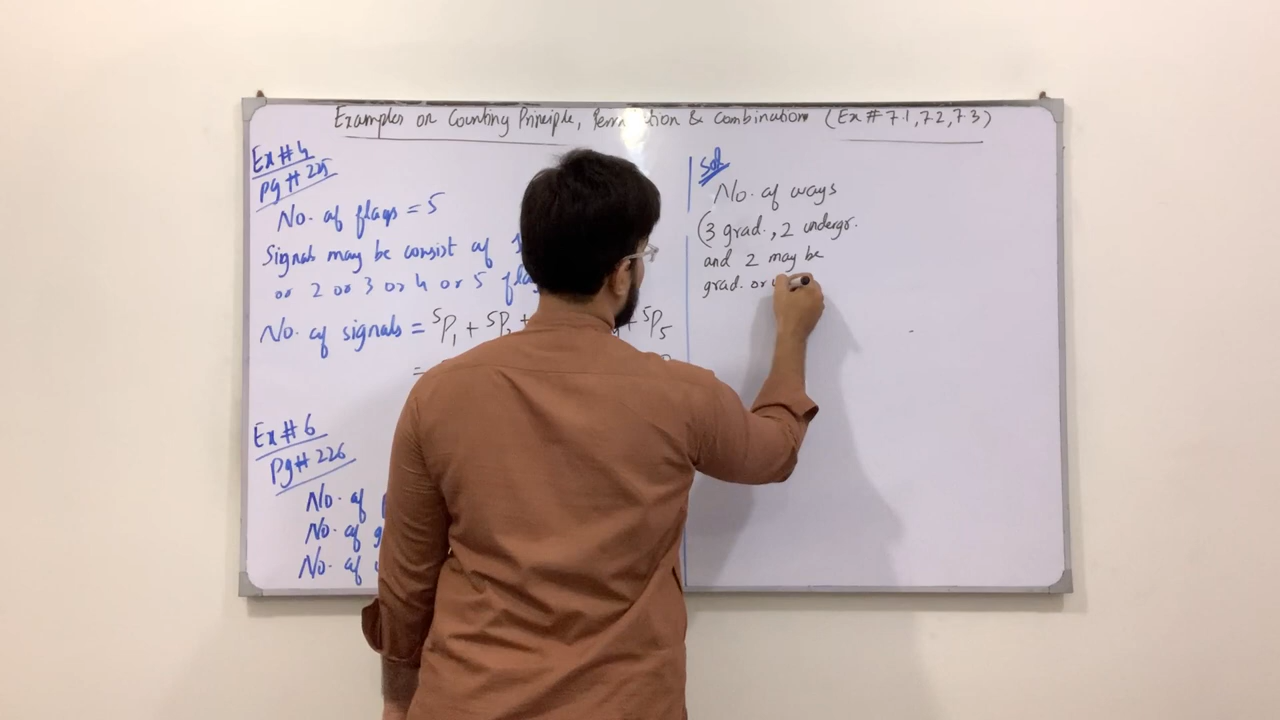 Examples on Counting Principle, & Combination (Ex # 7.1, 7.2, 7.3)
Ex # 4
Pg # 225
No. of flags = 5
Signals may be consist of 1
or 2 or 3 or 4 or 5
No. of signals = ⁵P₁ + ⁵P₂ + + ⁵P₅
=
Ex # 6
Pg # 226
No. of
No. of
No. of
Sol
No. of ways
(3 grad., 2 undergr.
and 2 may be
grad. or